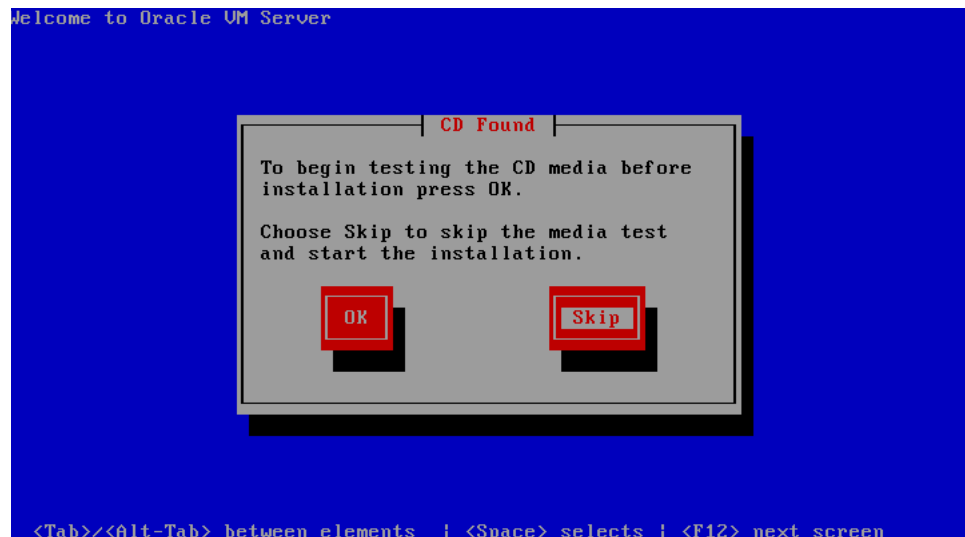 Welcome to Oracle VM Server
CD Found
To begin testing the CD media before
installation press OK.
Choose Skip to skip the media test
and start the installation.
OK Skip
<Tab>/<Alt-Tab> between elements | <Space> selects | <F12> next screen